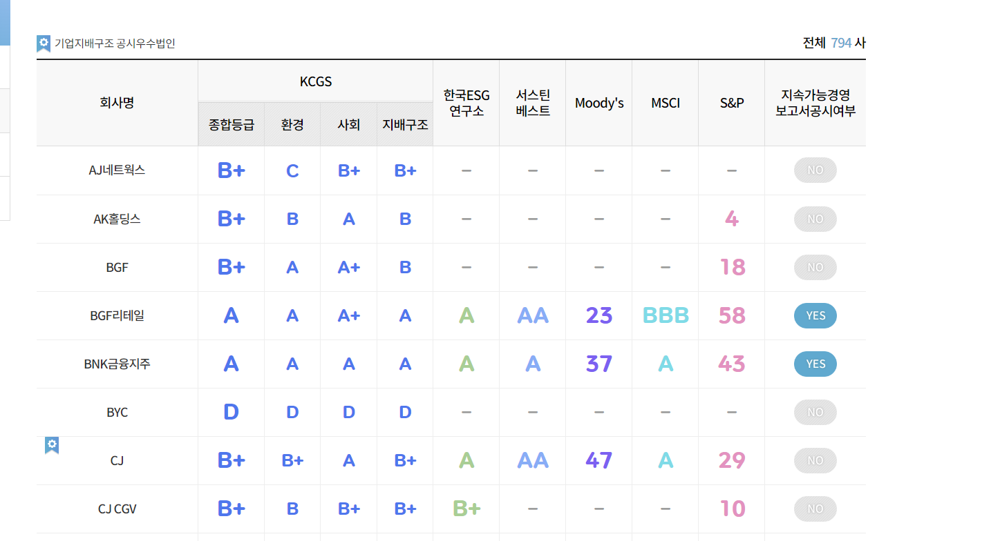 기업지배구조 공시우수법인
전체 794 사
회사명 KCGS 한국ESG 연구소 서스틴 베스트 Moody's MSCI S&P 지속가능경영 보고서공시여부
종합등급 환경 사회 지배구조
AJ네트웍스 B+ C B+ B+ – – – – – NO
AK홀딩스 B+ B A B – – – – 4 NO
BGF B+ A A+ B – – – – 18 NO
BGF리테일 A A A+ A A AA 23 BBB 58 YES
BNK금융지주 A A A A A A 37 A 43 YES
BYC D D D D – – – – – NO
CJ B+ B+ A B+ A AA 47 A 29 NO
CJ CGV B+ B B+ B+ B+ – – – 10 NO